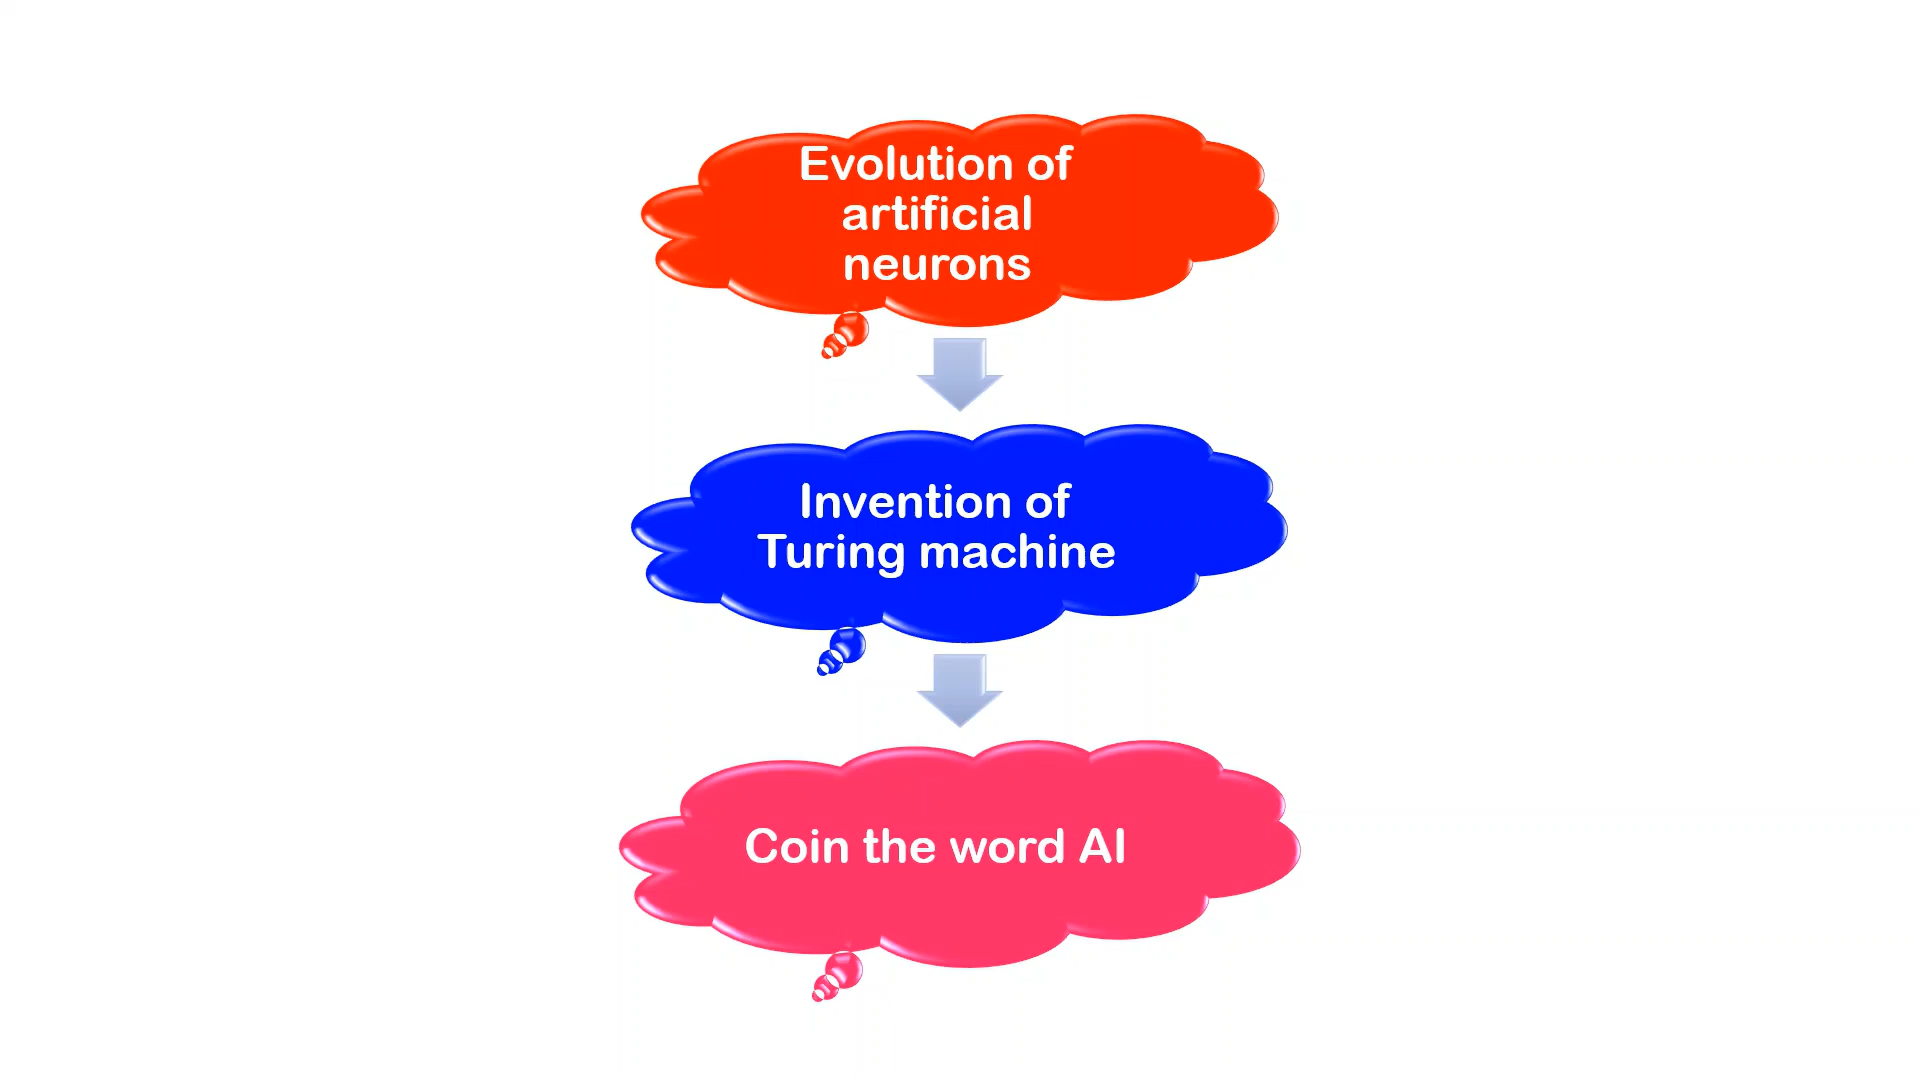 Evolution of
artificial
neurons
Invention of
Turing machine
Coin the word AI